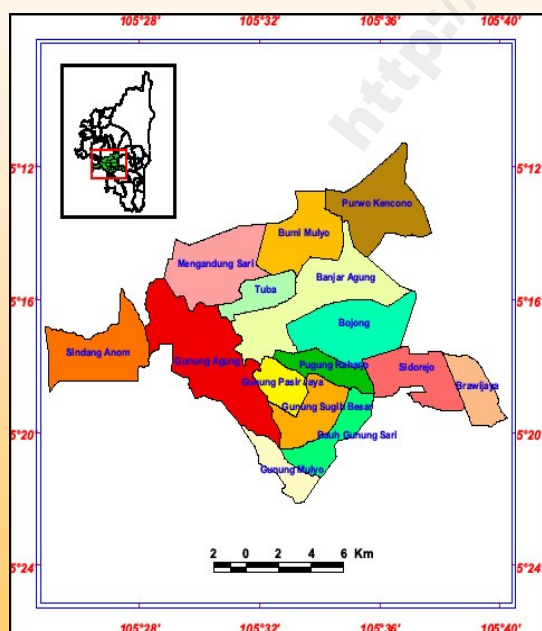 105°28'
105°32'
105°36'
105°40'
http://
5°12
5°12
Purwo Kencono
Bumi Mulyo
Mengandung Sari
Banjar Agung
Tuba
5°16
5°16
Bojong
Sindang Anom
Gunung Agung
Pugung Raharjo
Sidorejo
Gunung Pasir Jaya
Brawijaya
Gunung Sugih Besar
5°20
5°20
Bauh Gunung Sari
Gunung Mulyo
2 0 2 4 6 Km
5°24
5°24
105°28'
105°32'
105°36'
105°40'